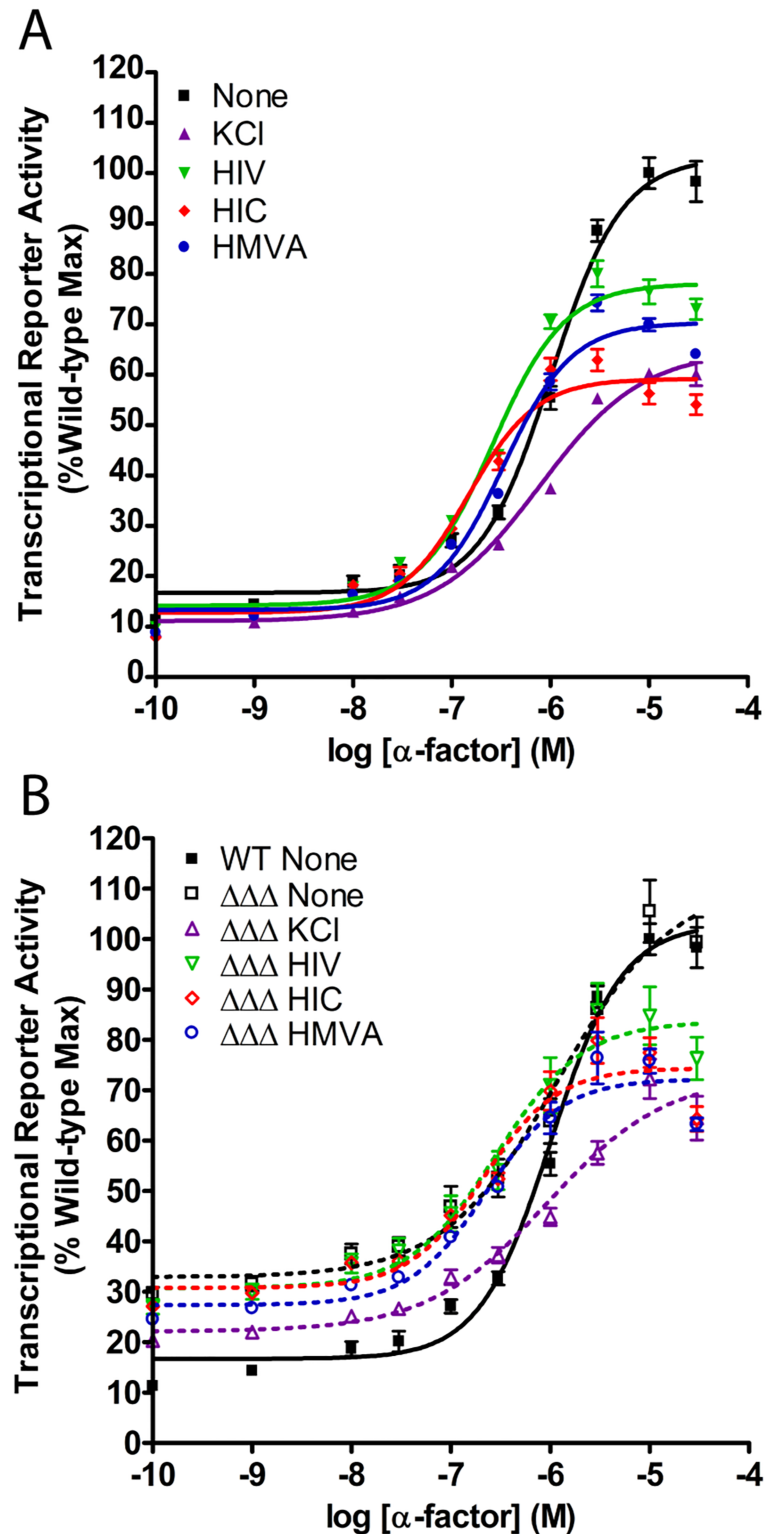 A
Transcriptional Reporter Activity
(%Wild-type Max)
120
110
100
90
80
70
60
50
40
30
20
10
0
None
KCl
HIV
HIC
HMVA
-10 -9 -8 -7 -6 -5 -4
log [α-factor] (M)
B
Transcriptional Reporter Activity
(% Wild-type Max)
120
110
100
90
80
70
60
50
40
30
20
10
0
WT None
ΔΔΔ None
ΔΔΔ KCl
ΔΔΔ HIV
ΔΔΔ HIC
ΔΔΔ HMVA
-10 -9 -8 -7 -6 -5 -4
log [α-factor] (M)